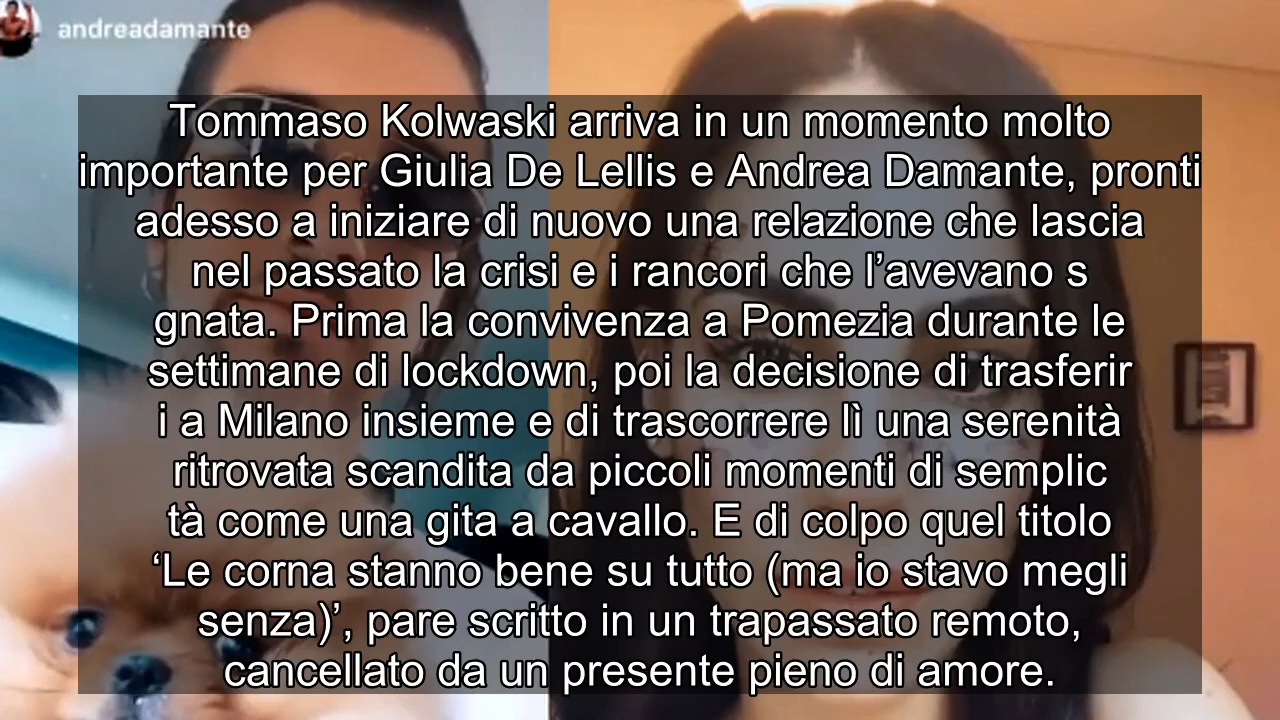 andreadamante
Tommaso Kolwaski arriva in un momento molto
importante per Giulia De Lellis e Andrea Damante, pronti
adesso a iniziare di nuovo una relazione che lascia
nel passato la crisi e i rancori che l’avevano s
gnata. Prima la convivenza a Pomezia durante le
settimane di lockdown, poi la decisione di trasferir
i a Milano insieme e di trascorrere lì una serenità
ritrovata scandita da piccoli momenti di semplic
tà come una gita a cavallo. E di colpo quel titolo
‘Le corna stanno bene su tutto (ma io stavo megli
senza)’, pare scritto in un trapassato remoto,
cancellato da un presente pieno di amore.